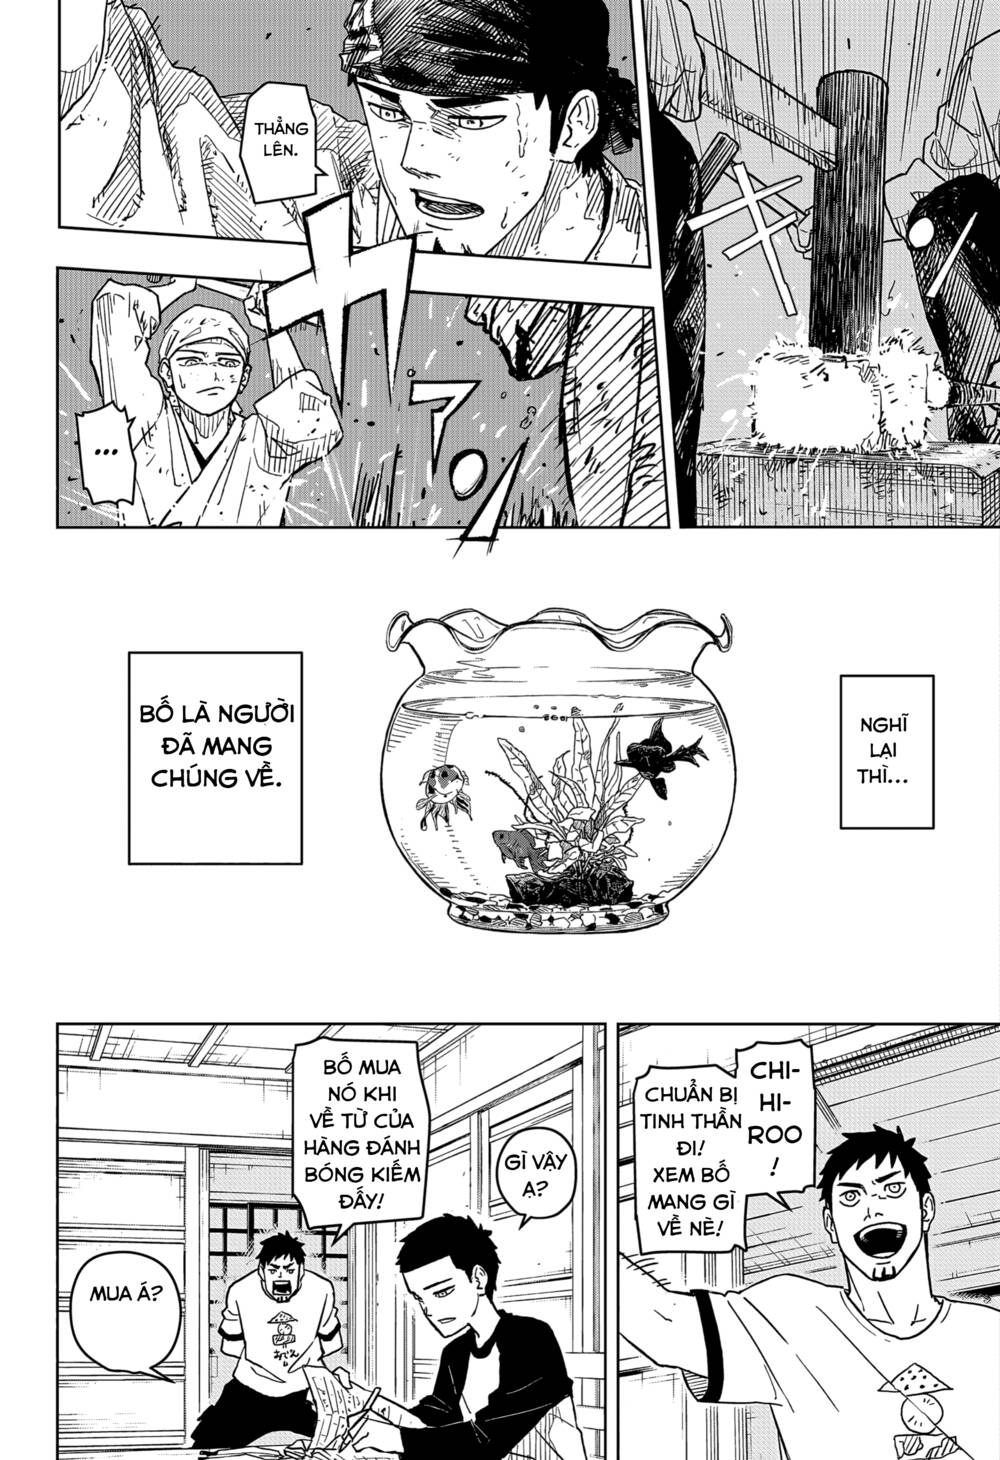 THẲNG
LÊN.
...
NGHĨ
LẠI
THÌ...
BỐ LÀ NGƯỜI
ĐÃ MANG
CHÚNG VỀ.
CHI-
HI-
ROO
!
CHUẨN BỊ
TINH THẦN
ĐI!
XEM BỐ
MANG GÌ
VỀ NÈ!
GÌ VẬY
Ạ?
BỐ MUA
NÓ KHI
VỀ TỪ CỦA
HÀNG ĐÁNH
BÓNG KIẾM
ĐẤY!
MUA Á?